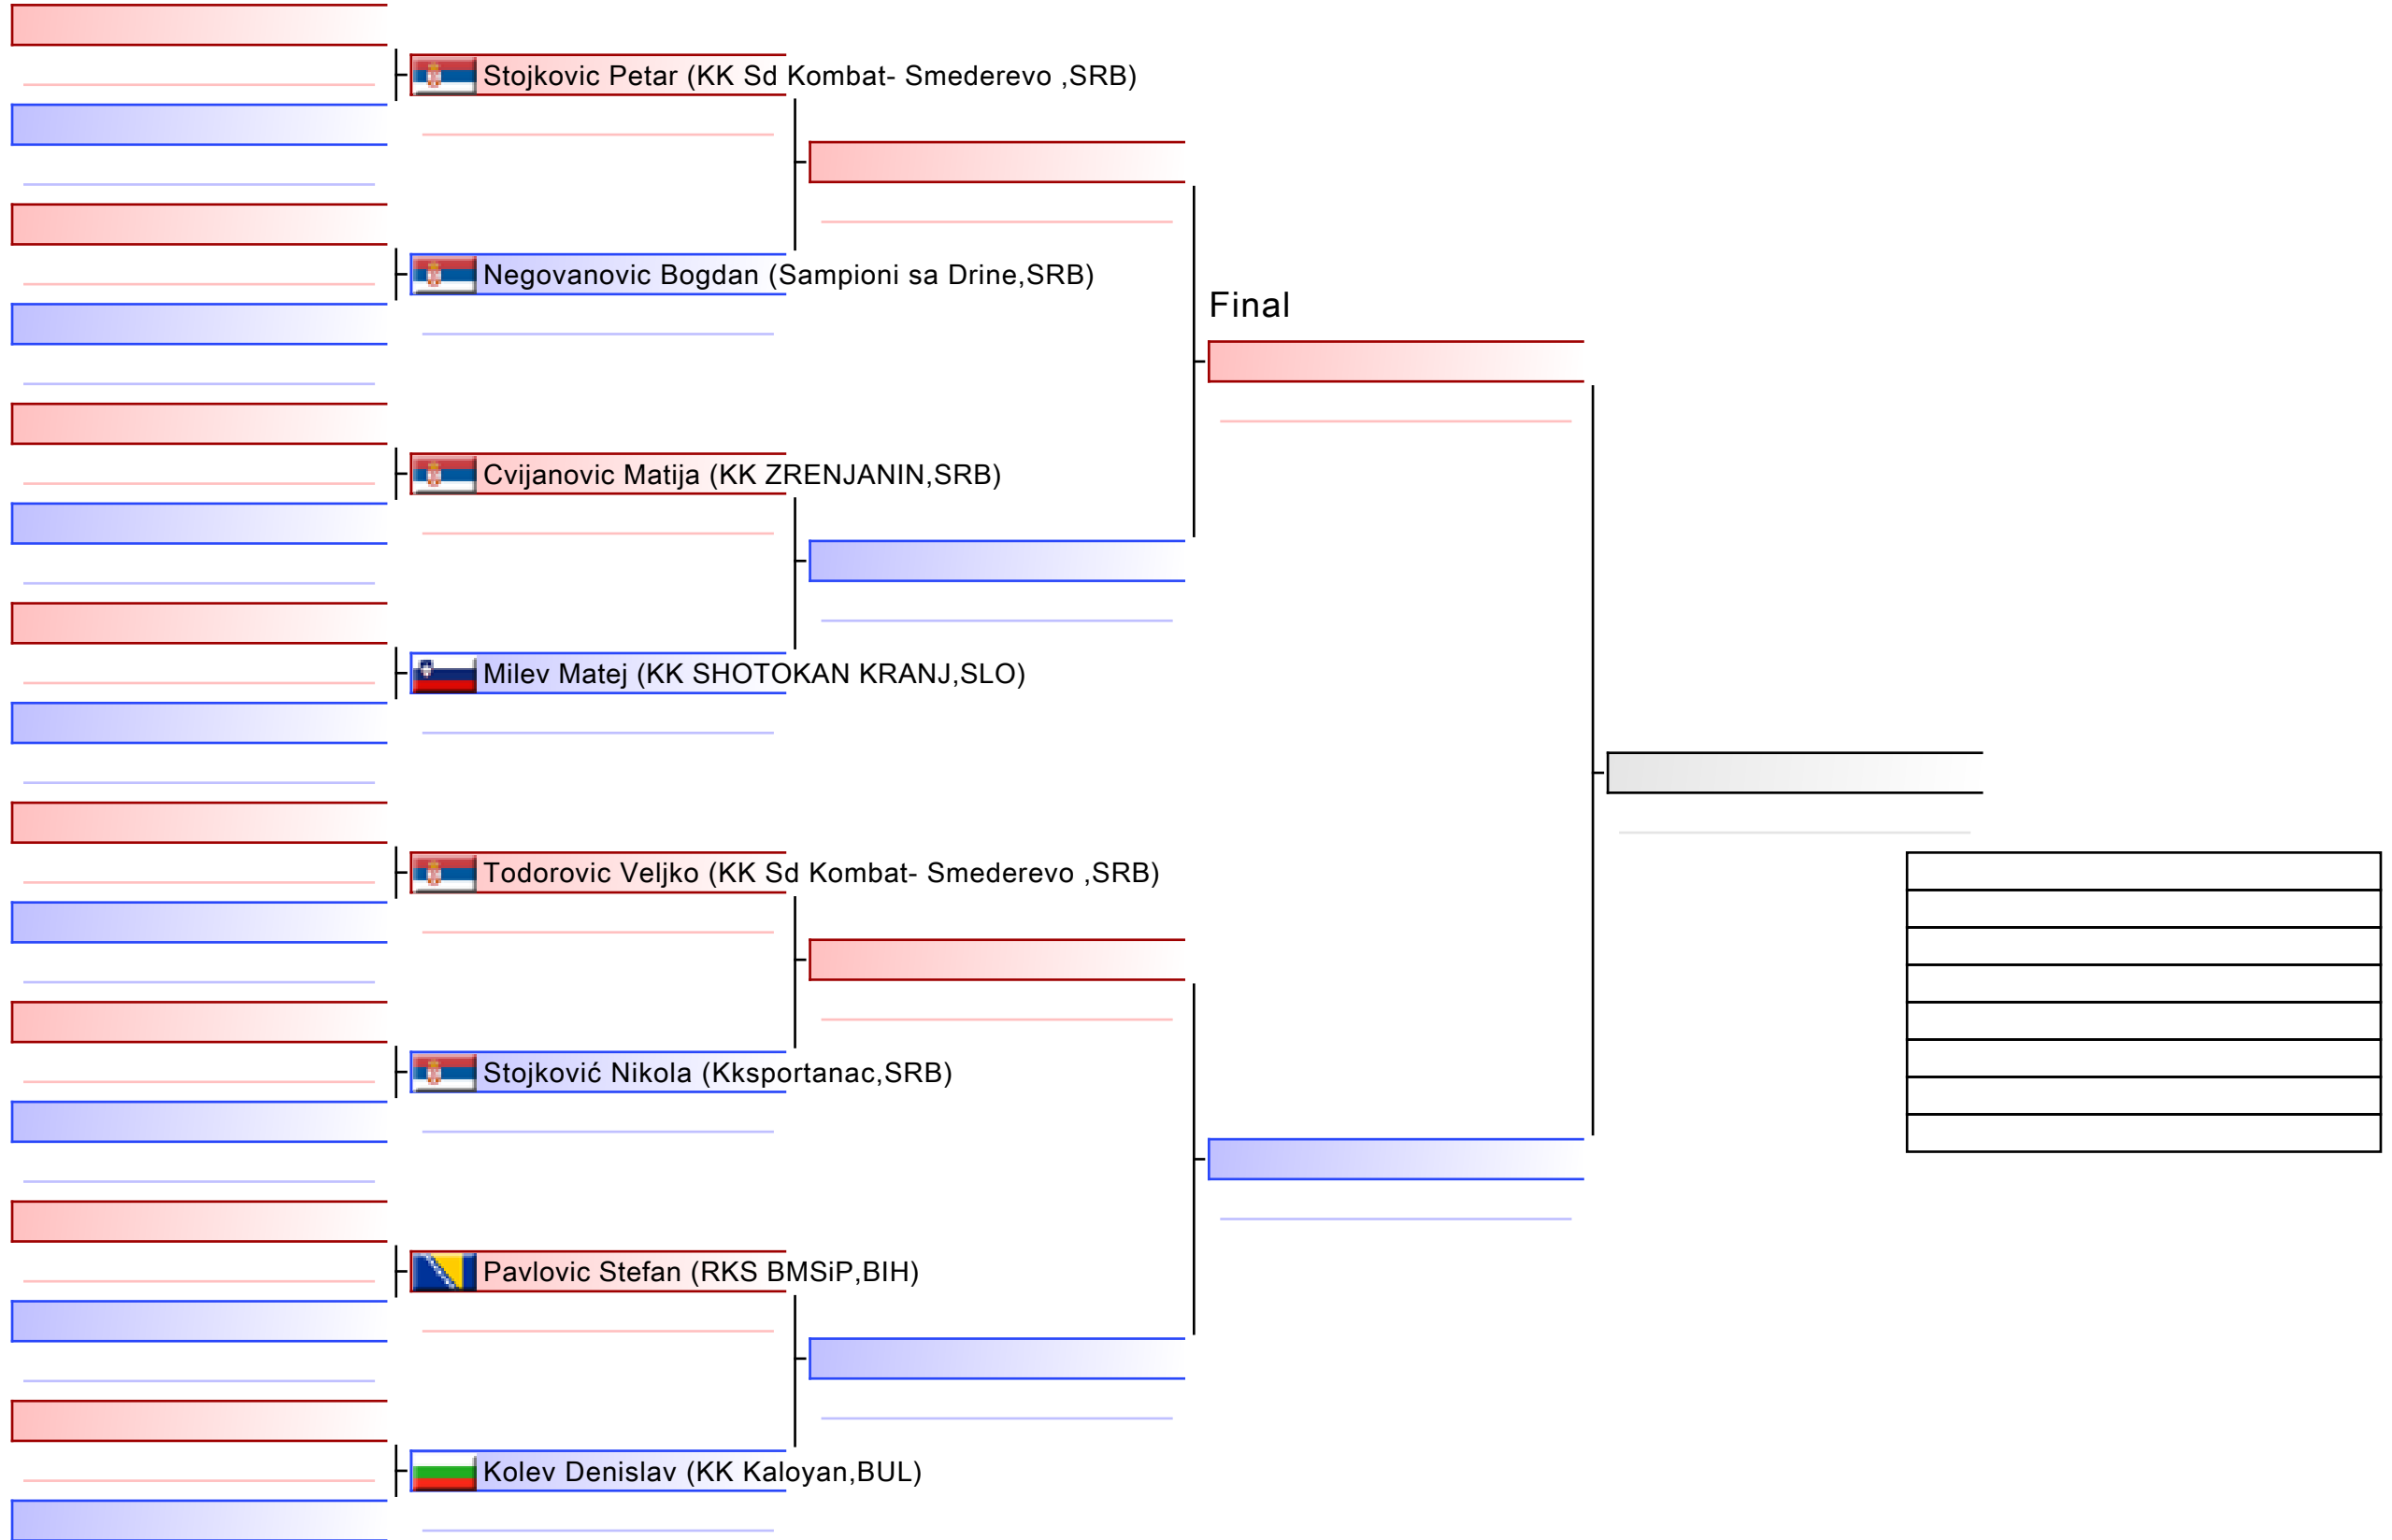 Stojkovic Petar (KK Sd Kombat- Smederevo ,SRB)
Negovanovic Bogdan (Sampioni sa Drine,SRB)
Final
Cvijanovic Matija (KK ZRENJANIN,SRB)
Milev Matej (KK SHOTOKAN KRANJ,SLO)
Todorovic Veljko (KK Sd Kombat- Smederevo ,SRB)
Stojković Nikola (Kksportanac,SRB)
Pavlovic Stefan (RKS BMSiP,BIH)
Kolev Denislav (KK Kaloyan,BUL)